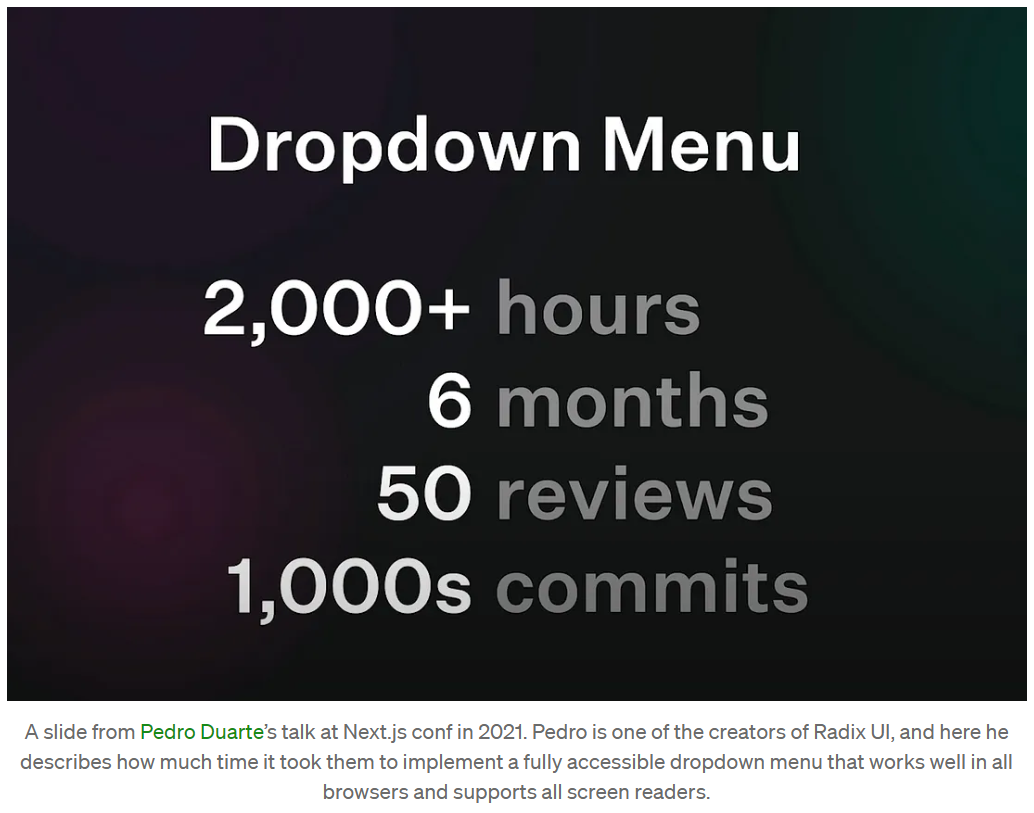 Dropdown Menu
2,000+ hours
6 months
50 reviews
1,000s commits
A slide from Pedro Duarte's talk at Next.js conf in 2021. Pedro is one of the creators of Radix UI, and here he
describes how much time it took them to implement a fully accessible dropdown menu that works well in all
browsers and supports all screen readers.